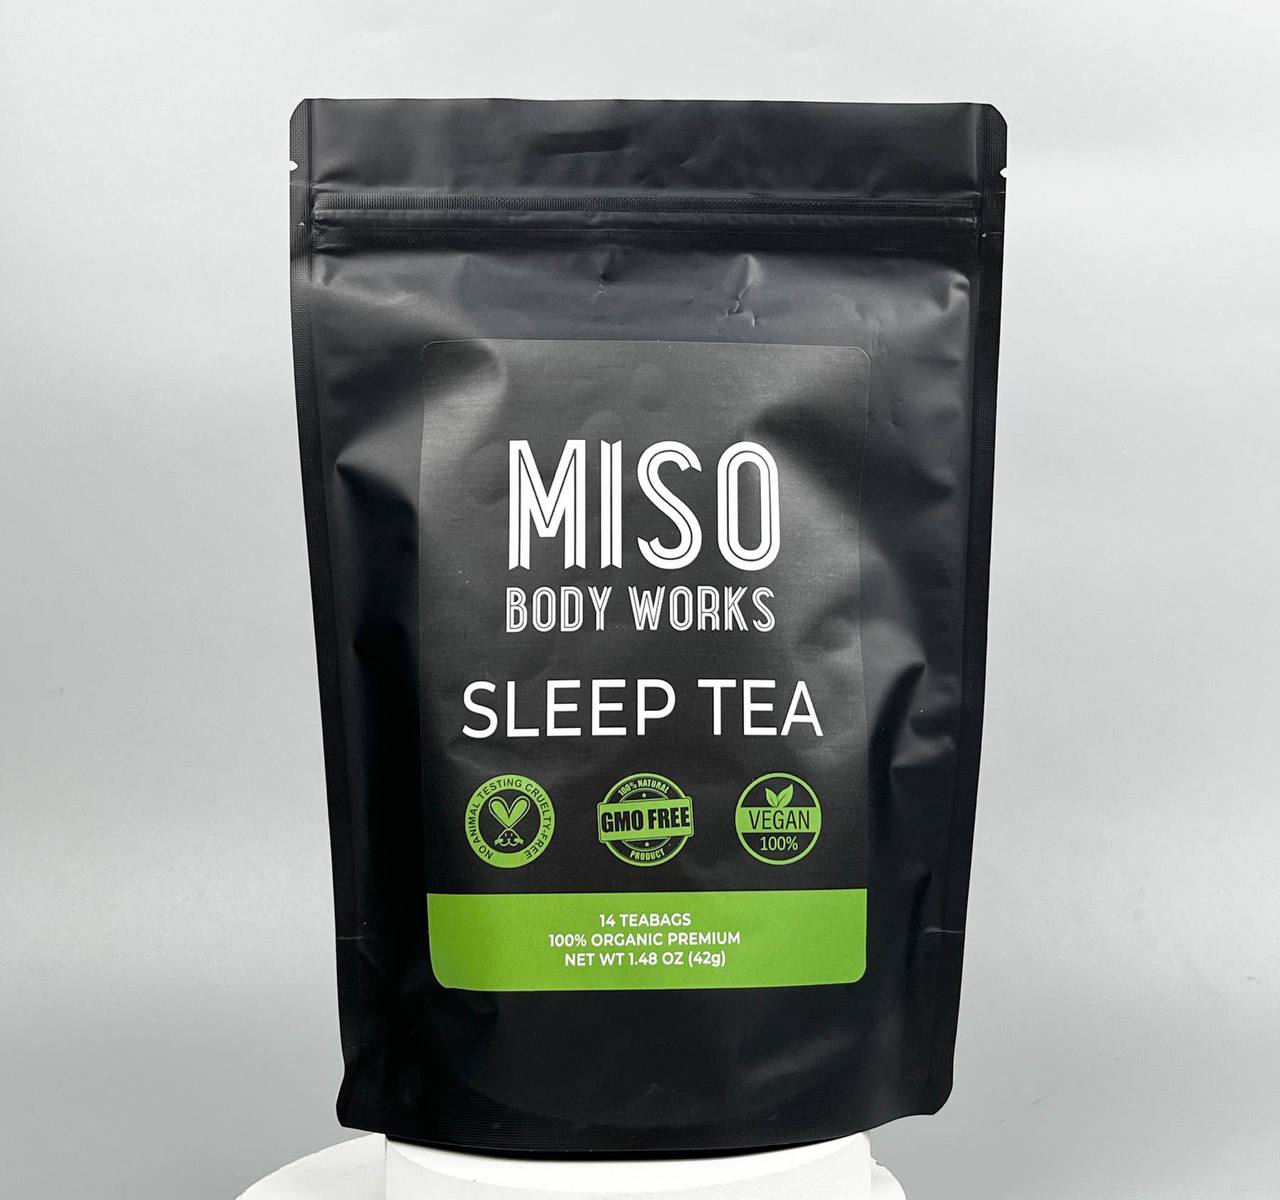 MISO
BODY WORKS
SLEEP TEA
NO ANIMAL TESTING CRUELTY-FREE
100% NATURAL
GMO FREE
PRODUCT
VEGAN
100%
14 TEABAGS
100% ORGANIC PREMIUM
NET WT 1.48 OZ (42g)